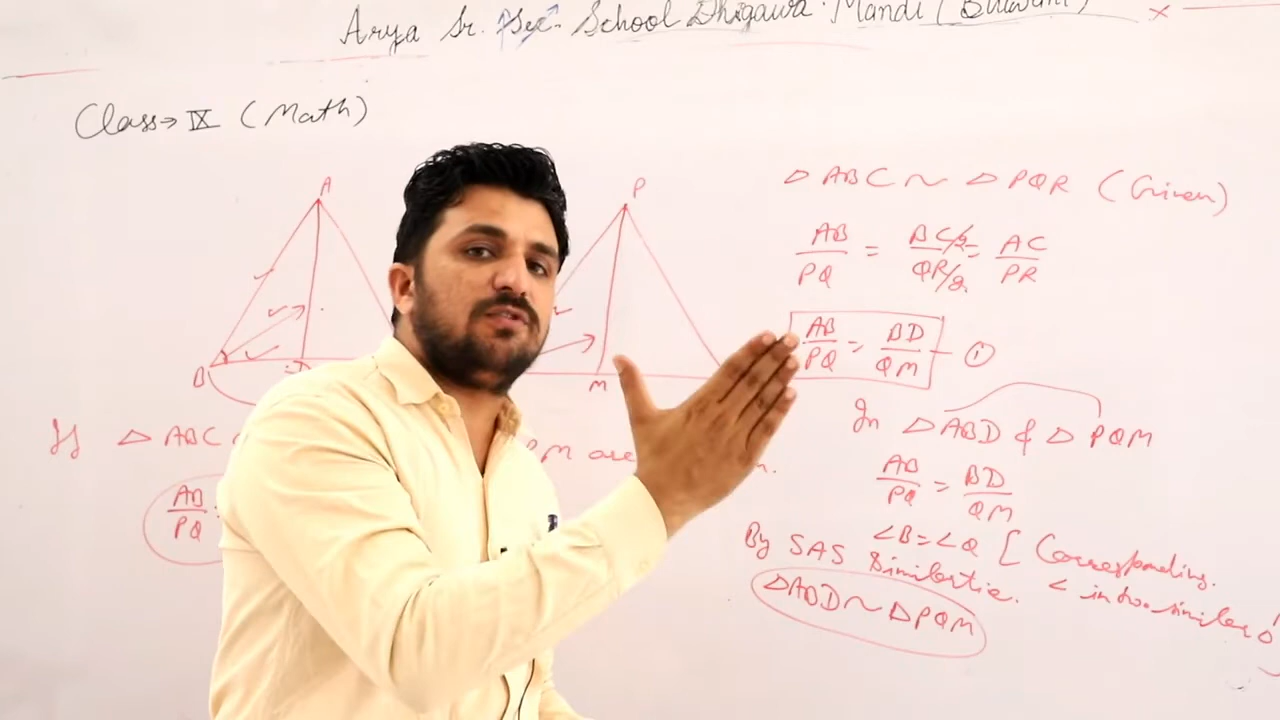 Arya Sr. Sec. School Dhigawa Mandi (Bhiwani)
Class→ IX (Math)
A
P
B
D
M
△ ABC ~ △ PQR (Given)
AB/PQ = BC/2/QR/2 = AC/PR
AB/PQ = BD/QM — ①
In △ABD & △ PQM
AB/PQ = BD/QM
∠B = ∠Q [Corresponding
∠ in two similar
By SAS Similartie.
△ABD ~ △PQM
If △ ABC
M are
AB/PQ